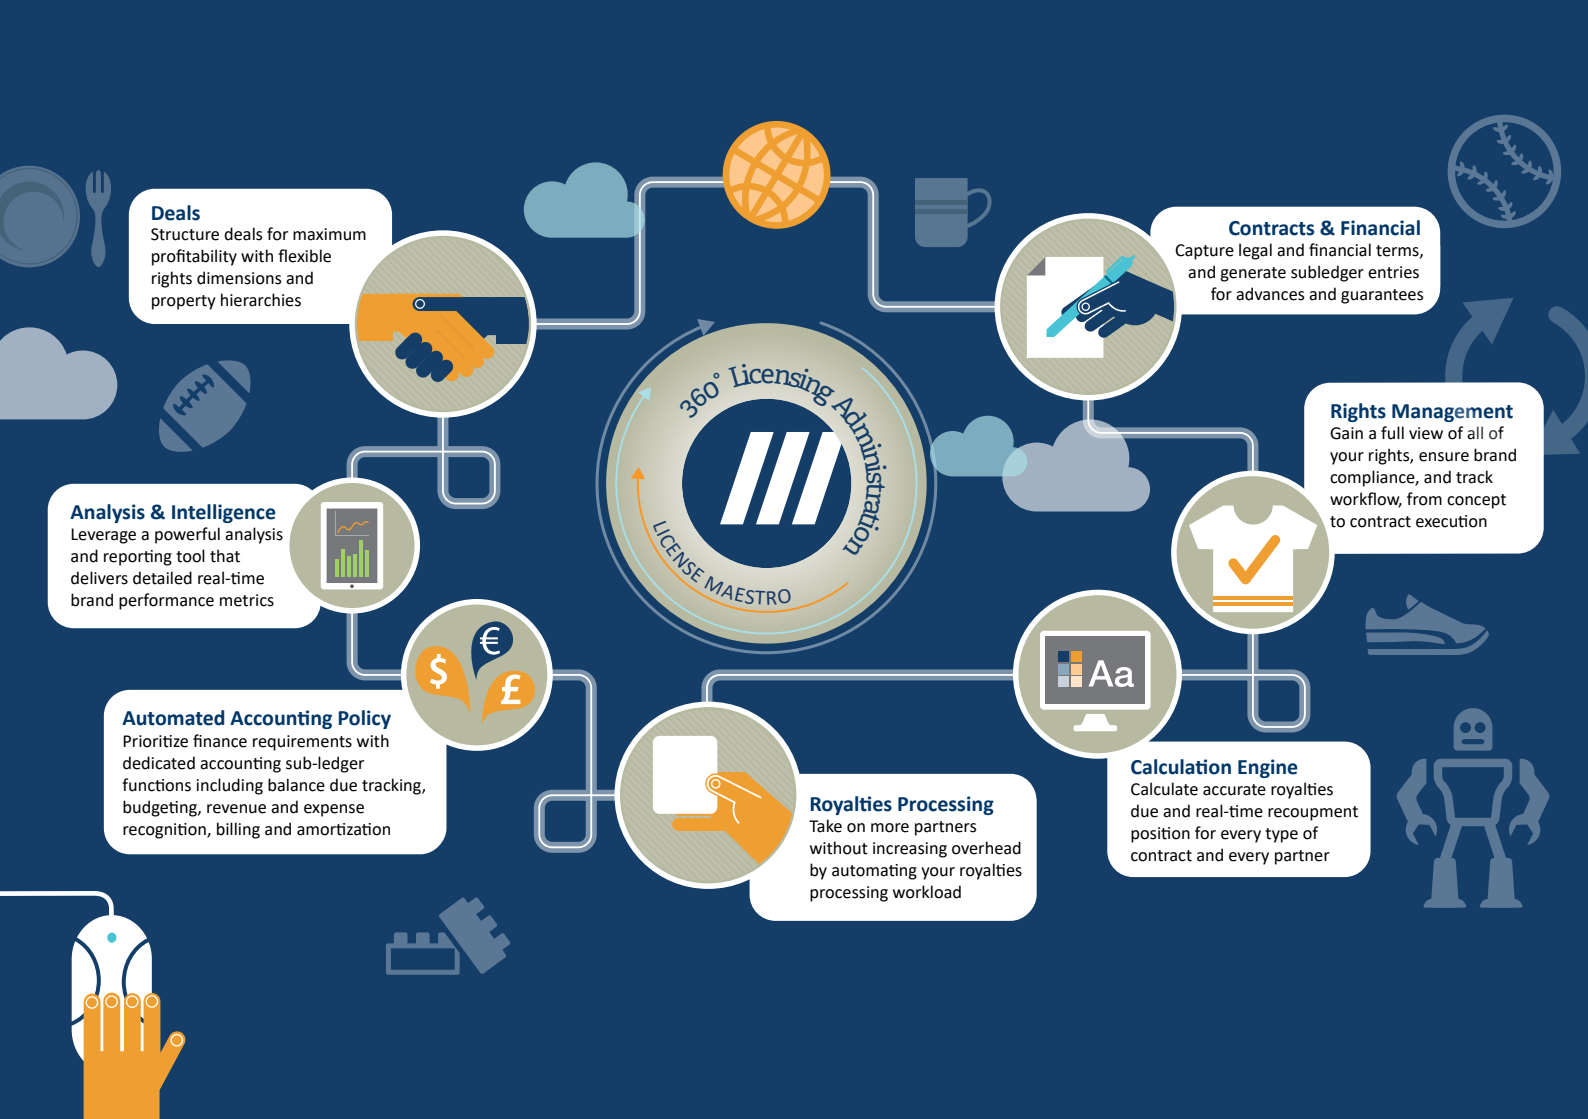 Deals
Structure deals for maximum
profitability with flexible
rights dimensions and
property hierarchies
Contracts & Financial
Capture legal and financial terms,
and generate subledger entries
for advances and guarantees
360° Licensing Administration
LICENSE MAESTRO
Rights Management
Gain a full view of all of
your rights, ensure brand
compliance, and track
workflow, from concept
to contract execution
Analysis & Intelligence
Leverage a powerful analysis
and reporting tool that
delivers detailed real-time
brand performance metrics
$
€
£
Aa
Automated Accounting Policy
Prioritize finance requirements with
dedicated accounting sub-ledger
functions including balance due tracking,
budgeting, revenue and expense
recognition, billing and amortization
Calculation Engine
Calculate accurate royalties
due and real-time recoupment
position for every type of
contract and every partner
Royalties Processing
Take on more partners
without increasing overhead
by automating your royalties
processing workload